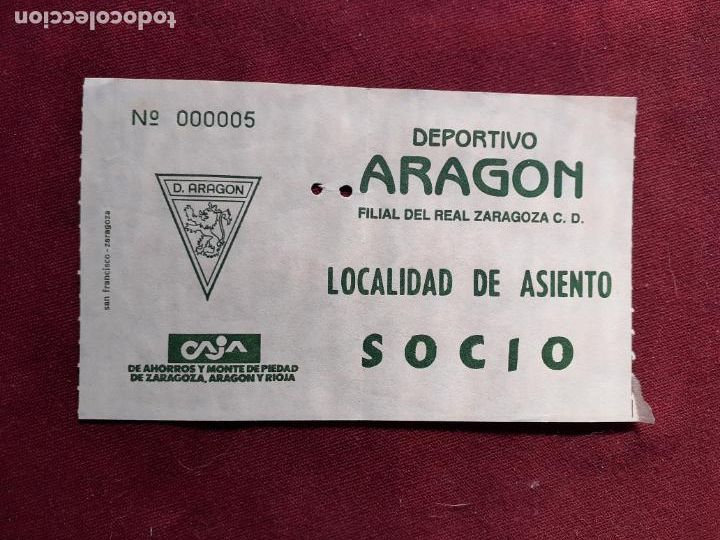 todocoleccion
Nº 000005
D. ARAGON
san francisco - zaragoza
CAJA
DE AHORROS Y MONTE DE PIEDAD
DE ZARAGOZA, ARAGON Y RIOJA
DEPORTIVO
ARAGON
FILIAL DEL REAL ZARAGOZA C. D.
LOCALIDAD DE ASIENTO
SOCIO